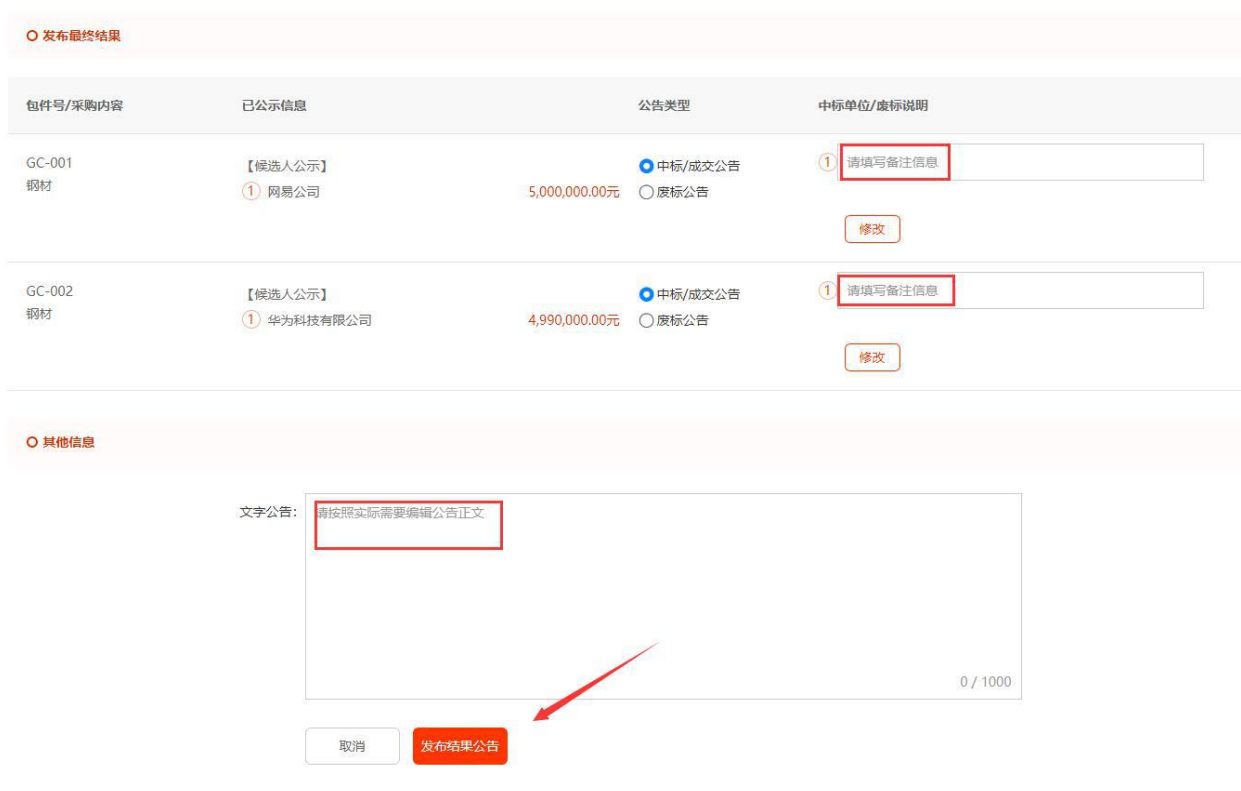 发布最终结果
包件号/采购内容 已公示信息 公告类型 中标单位/废标说明
GC-001 【候选人公示】 中标/成交公告 1 请填写备注信息
钢材 1 网易公司 5,000,000.00元 废标公告
修改
GC-002 【候选人公示】 中标/成交公告 1 请填写备注信息
钢材 1 华为科技有限公司 4,990,000.00元 废标公告
修改
其他信息
文字公告: 请按照实际需要编辑公告正文
0 / 1000
取消 发布结果公告